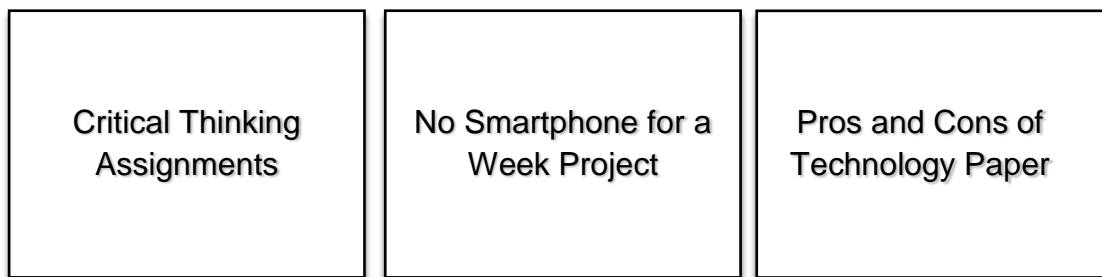 Critical Thinking
Assignments
No Smartphone for a
Week Project
Pros and Cons of
Technology Paper